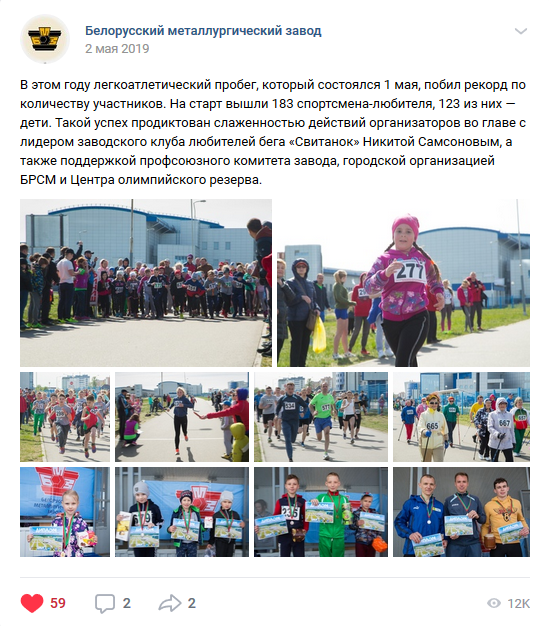 Белорусский металлургический завод
2 мая 2019
В этом году легкоатлетический пробег, который состоялся 1 мая, побил рекорд по
количеству участников. На старт вышли 183 спортсмена-любителя, 123 из них —
дети. Такой успех продиктован слаженностью действий организаторов во главе с
лидером заводского клуба любителей бега «Свитанок» Никитой Самсоновым, а
также поддержкой профсоюзного комитета завода, городской организацией
БРСМ и Центра олимпийского резерва.
277
665
667
59
2
2
12K